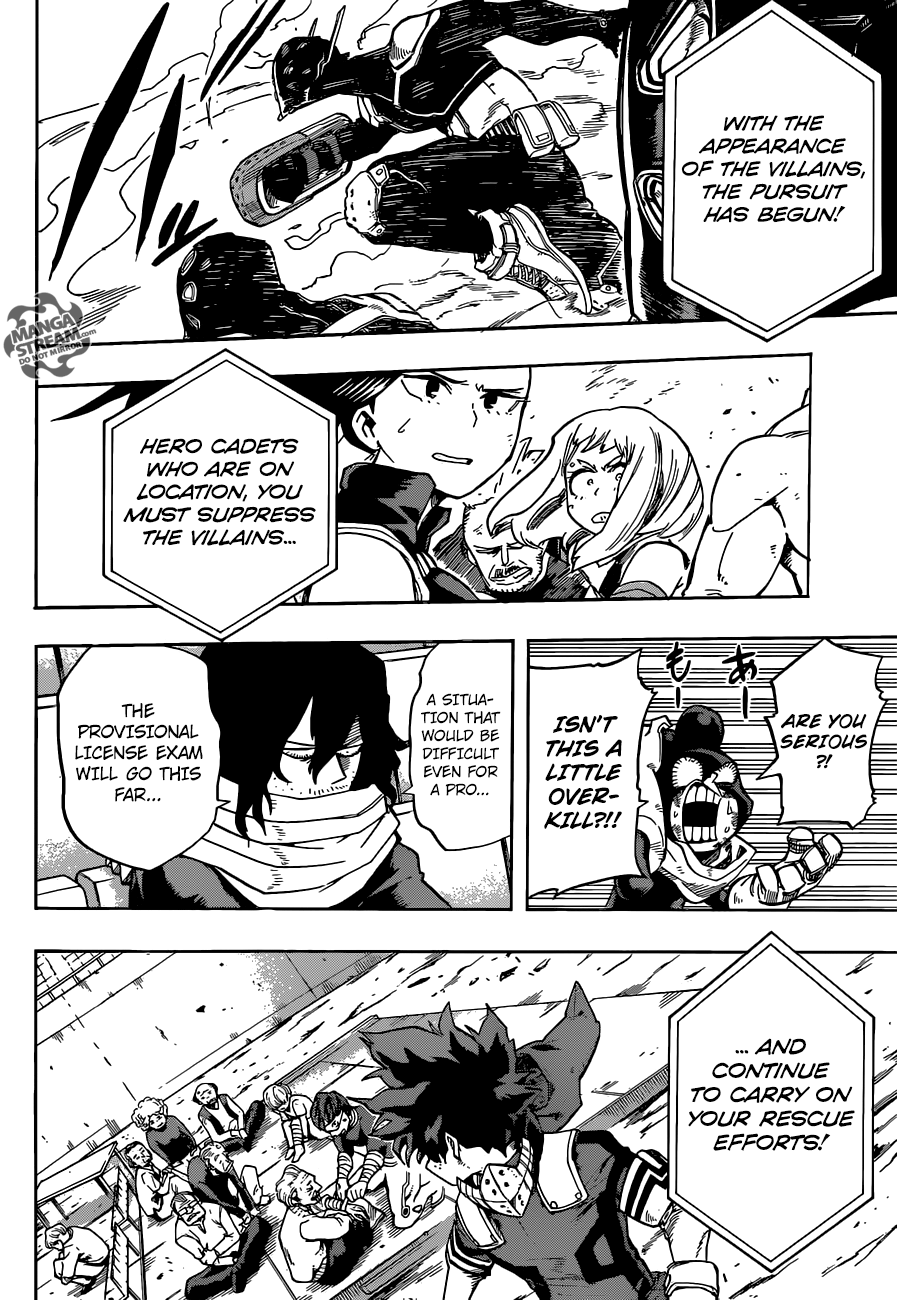 WITH THE
APPEARANCE
OF THE VILLAINS,
THE PURSUIT
HAS BEGUN!
MANGA
STREAM.com
DO NOT MIRROR
HERO CADETS
WHO ARE ON
LOCATION, YOU
MUST SUPPRESS
THE VILLAINS...
ARE YOU
SERIOUS
?!
あー
もー
ISN'T
THIS A
LITTLE
OVER-
KILL?!!
A SITUA-
TION THAT
WOULD BE
DIFFICULT
EVEN FOR
A PRO...
THE
PROVISIONAL
LICENSE EXAM
WILL GO THIS
FAR...
... AND
CONTINUE
TO CARRY ON
YOUR RESCUE
EFFORTS!